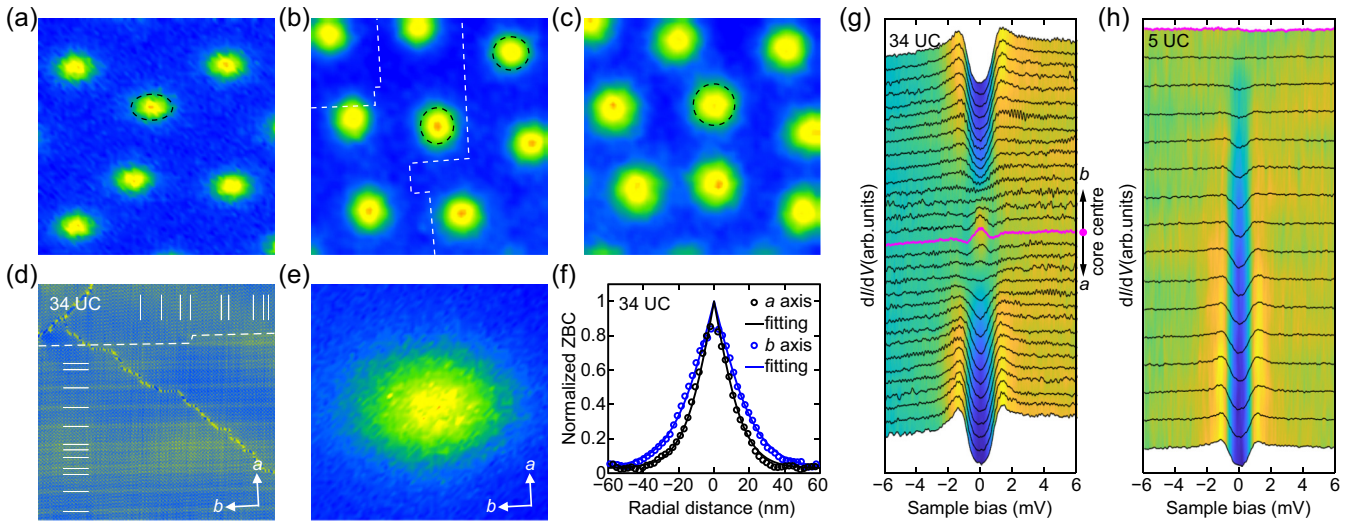 (a)
(b)
(c)
(d)
34 UC
a
b
(e)
a
b
(f)
34 UC
a axis
fitting
b axis
fitting
Normalized ZBC
1
0.8
0.6
0.4
0.2
0
−60 −40 −20 0 20 40 60
Radial distance (nm)
(g)
34 UC
dI/dV(arb.units)
b
core centre
a
−6 −4 −2 0 2 4 6
Sample bias (mV)
(h)
5 UC
dI/dV(arb.units)
−6 −4 −2 0 2 4 6
Sample bias (mV)